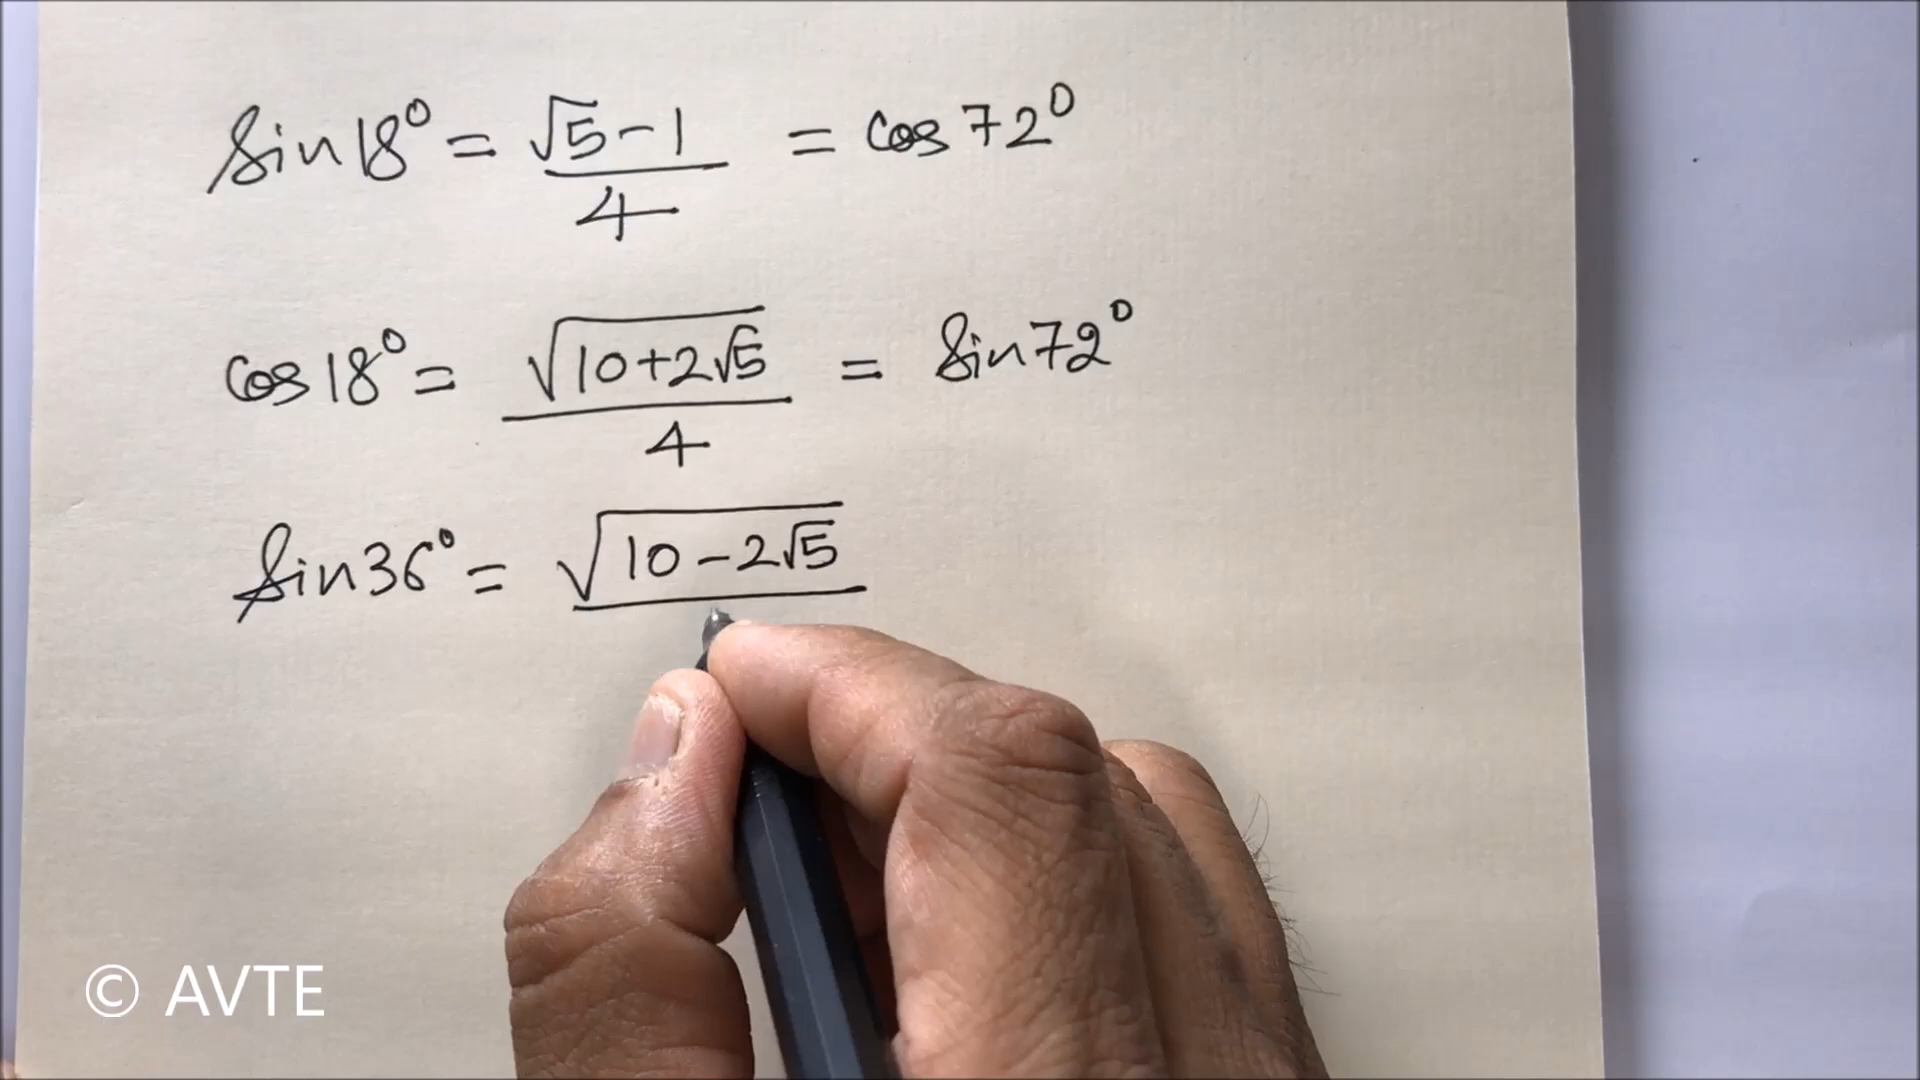 sin18° = √5-1/4 = cos72°
cos18° = √10+2√5/4 = sin72°
sin36° = √10-2√5
© AVTE